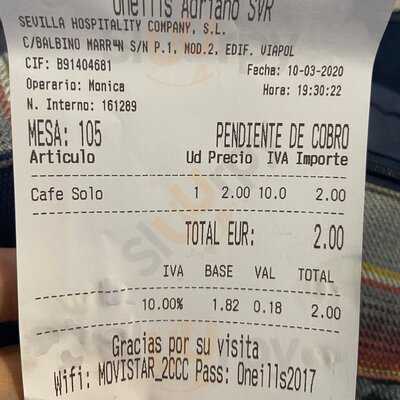 Oneills Adriano SVR
SEVILLA HOSPITALITY COMPANY, S.L.
C/BALBINO MARR"N S/N P.1, MOD.2, EDIF. VIAPOL
CIF: B91404681 Fecha: 10-03-2020
Operario: Monica Hora: 19:30:22
N. Interno: 161289
MESA: 105 PENDIENTE DE COBRO
Articulo Ud Precio IVA Importe
Cafe Solo 1 2.00 10.0 2.00
TOTAL EUR: 2.00
IVA BASE VAL TOTAL
10.00% 1.82 0.18 2.00
Gracias por su visita
Wifi: MOVISTAR_2CCC Pass: Oneills2017